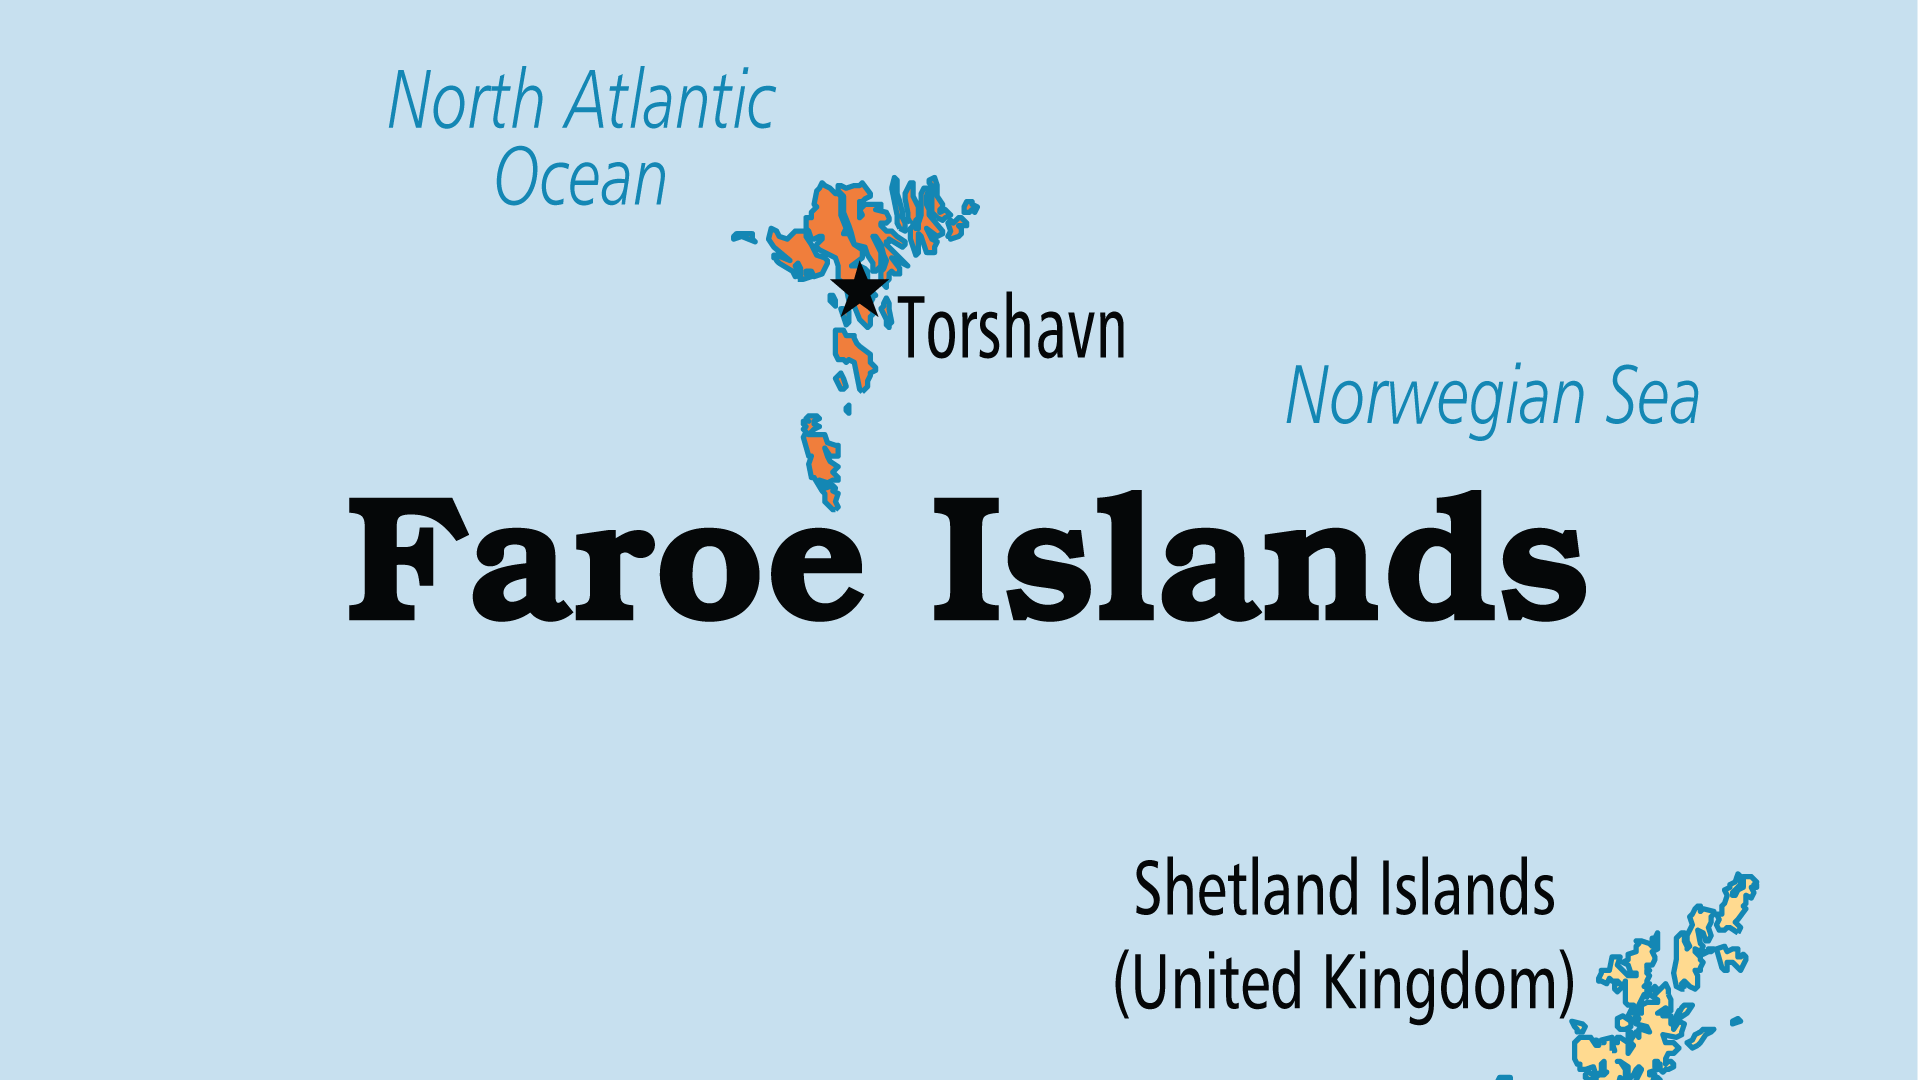 North Atlantic
Ocean
Torshavn
Norwegian Sea
Faroe Islands
Shetland Islands
(United Kingdom)